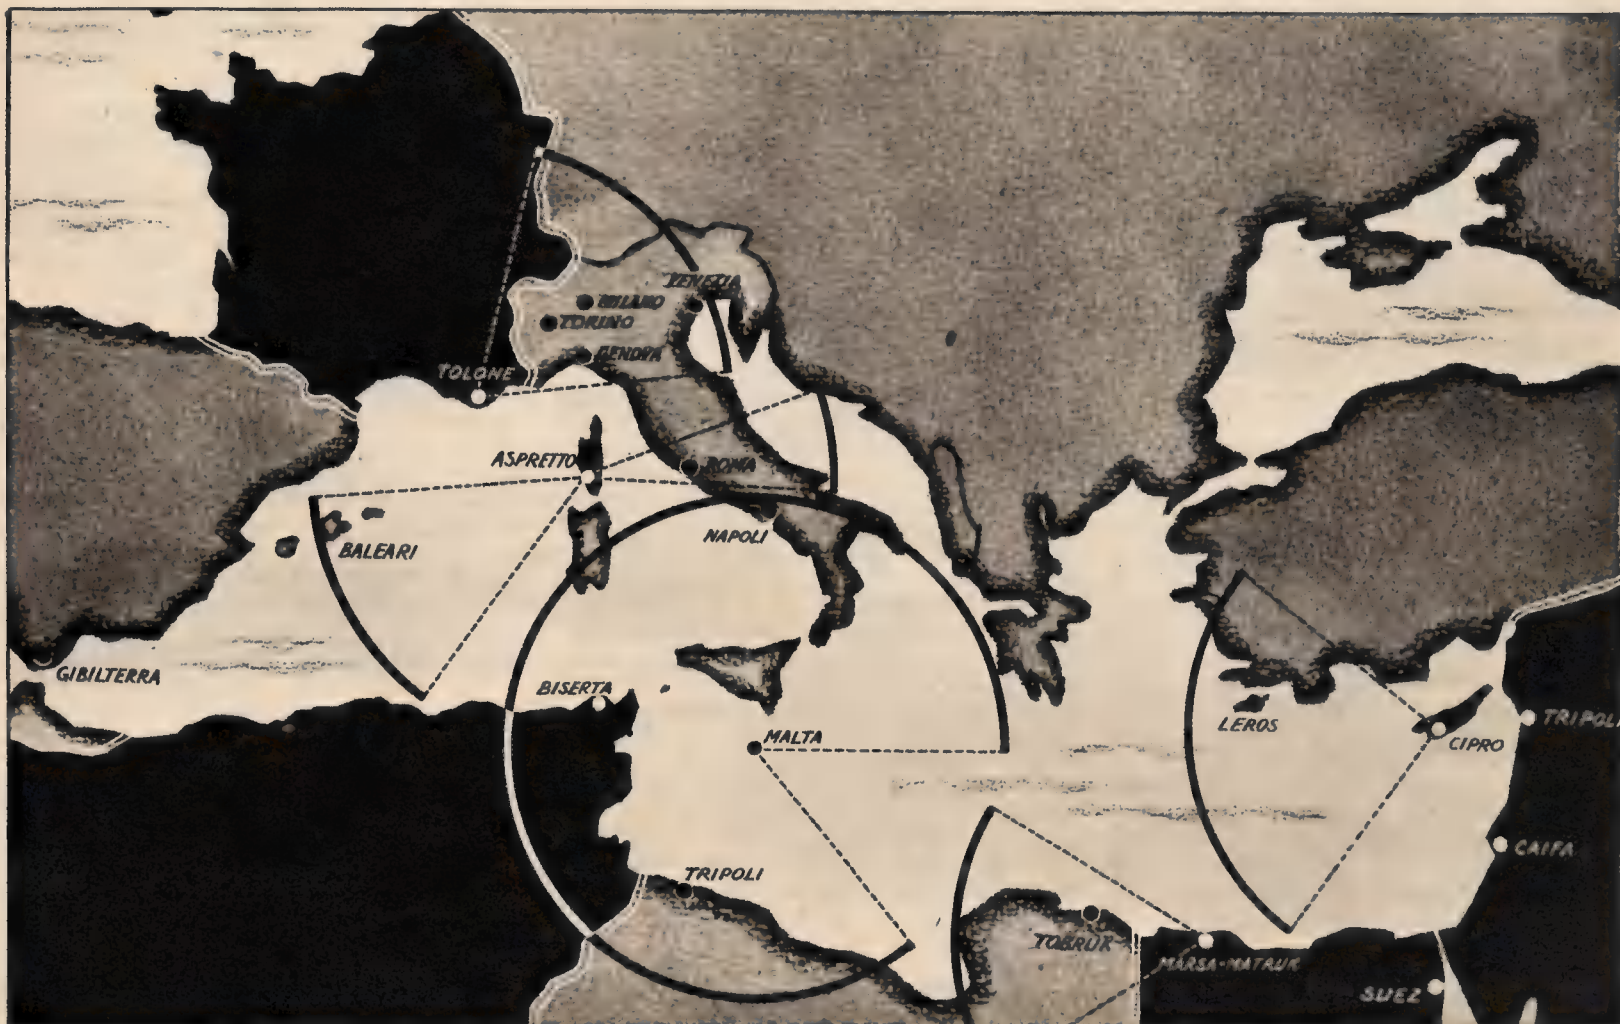 VENEZIA
MILANO
TORINO
GENOVA
TOLONE
ASPRETTO
ROMA
NAPOLI
BALEARI
GIBILTERRA
BISERTA
MALTA
LEROS
CIPRO
TRIPOLI
CAIFA
TRIPOLI
TOBRUK
MARSA-MATRUK
SUEZ